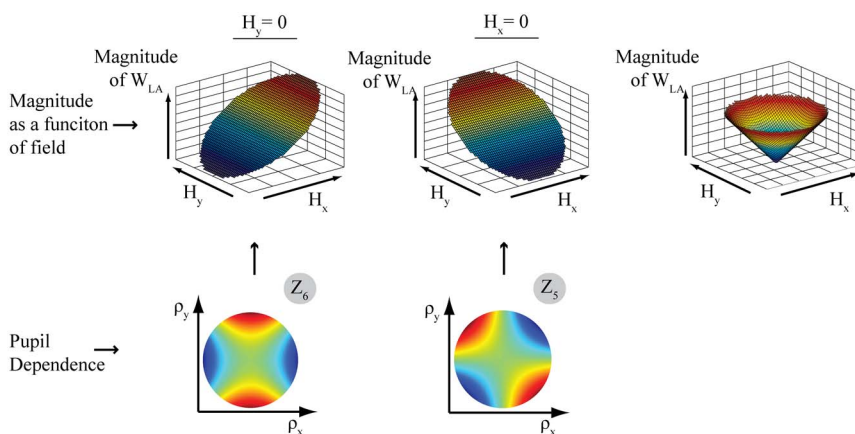 H_y = 0
H_x = 0
Magnitude
of W_LA
Magnitude
of W_LA
Magnitude
of W_LA
Magnitude
as a funciton →
of field
H_y
H_x
H_y
H_x
H_y
H_x
Z_6
Z_5
ρ_y
ρ_y
Pupil
Dependence →
ρ_x
ρ_x